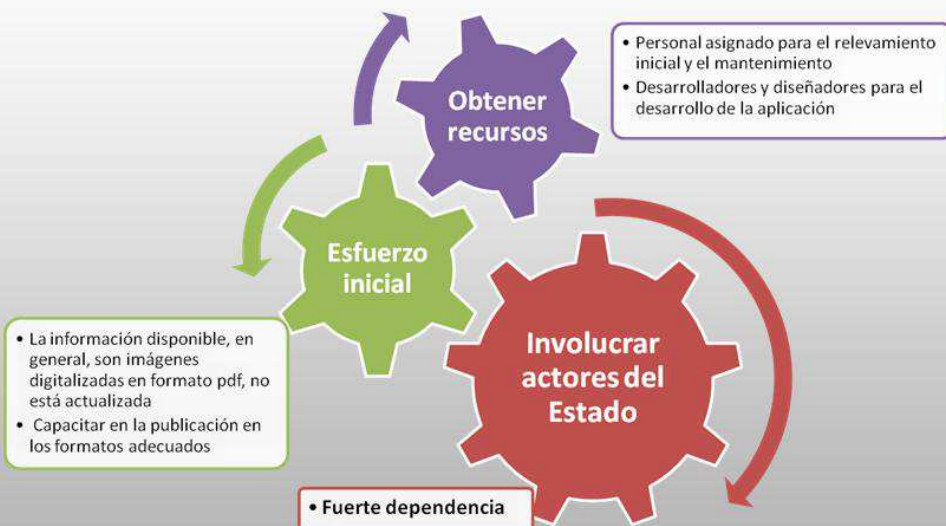 Obtener
recursos
• Personal asignado para el relevamiento
inicial y el mantenimiento
• Desarrolladores y diseñadores para el
desarrollo de la aplicación
Esfuerzo
inicial
• La información disponible, en
general, son imágenes
digitalizadas en formato pdf, no
está actualizada
• Capacitar en la publicación en
los formatos adecuados
Involucrar
actores del
Estado
• Fuerte dependencia